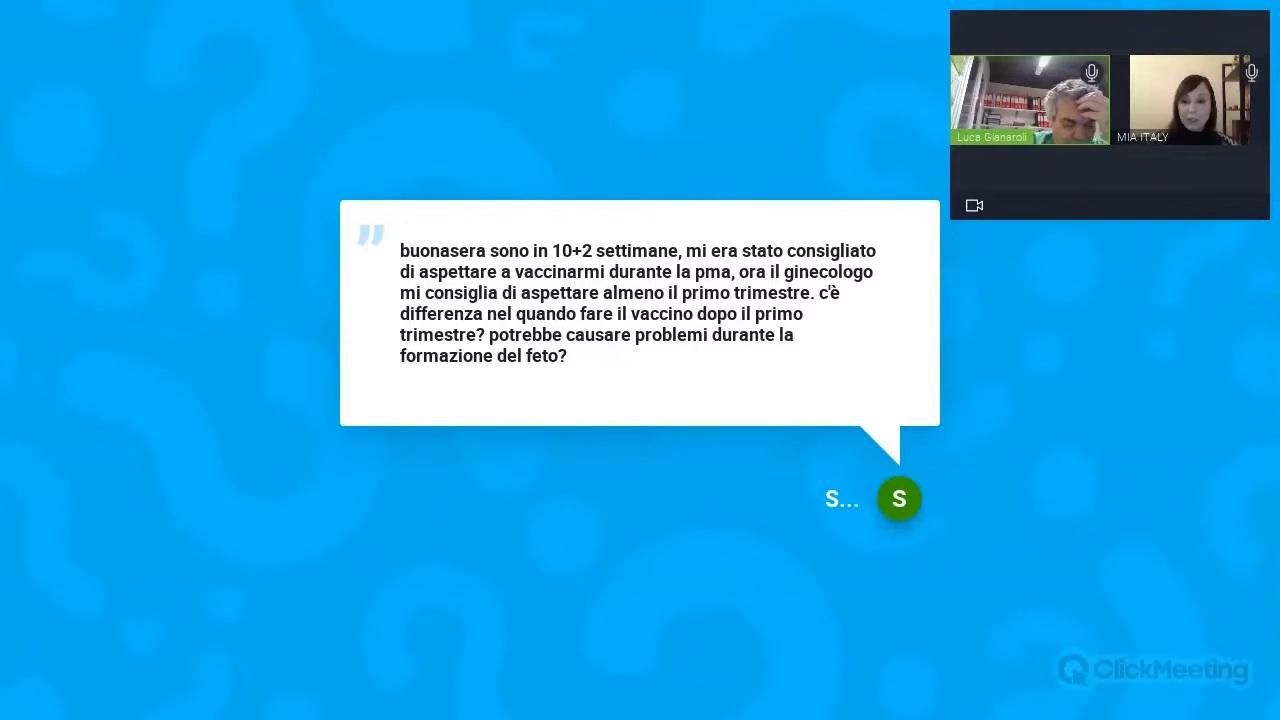 Luca Gianaroli
MIA ITALY
buonasera sono in 10+2 settimane, mi era stato consigliato
di aspettare a vaccinarmi durante la pma, ora il ginecologo
mi consiglia di aspettare almeno il primo trimestre. c'è
differenza nel quando fare il vaccino dopo il primo
trimestre? potrebbe causare problemi durante la
formazione del feto?
S...
S
ClickMeeting